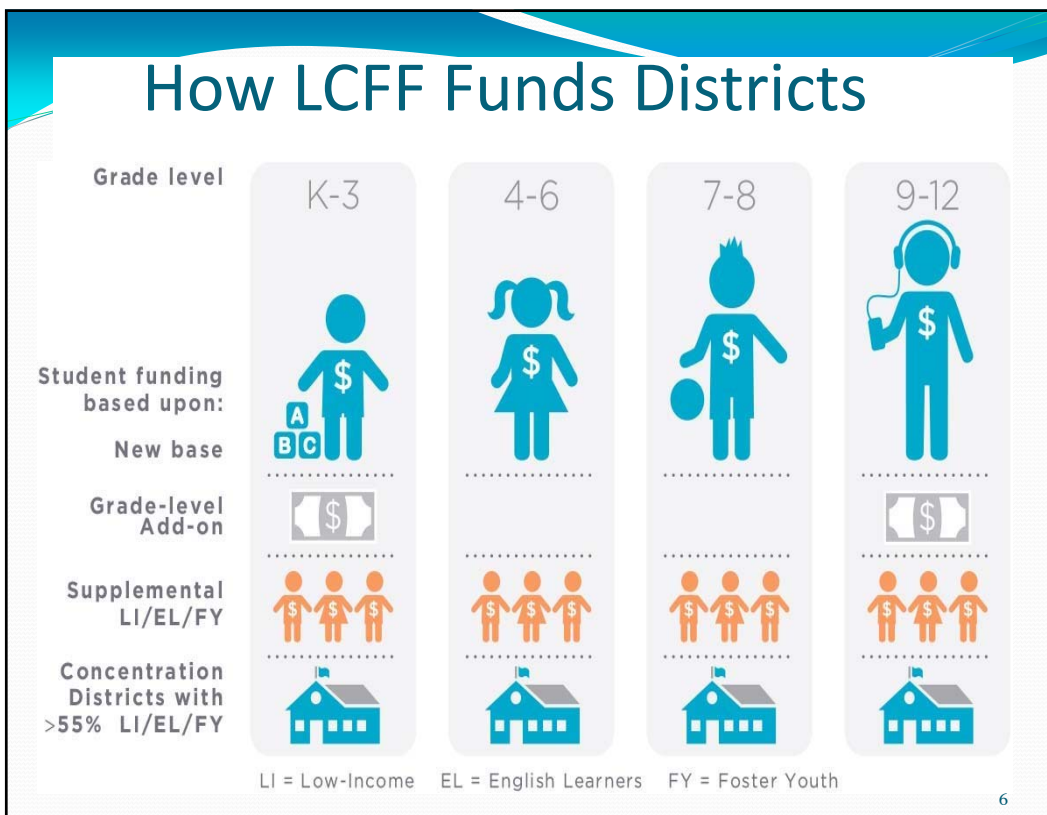 How LCFF Funds Districts
Grade level
K-3
4-6
7-8
9-12
$
$
$
$
Student funding
based upon:
New base
A
B C
Grade-level
Add-on
$
$
Supplemental
LI/EL/FY
$ $ $
$ $ $
$ $ $
$ $ $
Concentration
Districts with
>55% LI/EL/FY
LI = Low-Income EL = English Learners FY = Foster Youth
6